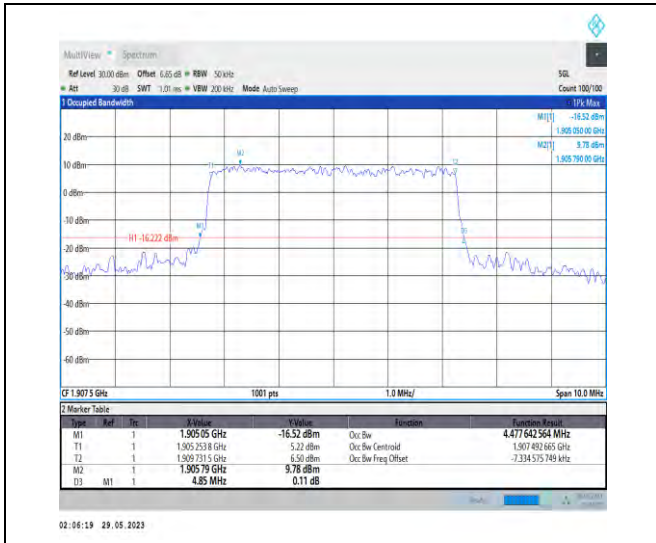 MultiView Spectrum
Ref Level 30.00 dBm Offset 6.65 dB RBW 50 kHz SGL
Att 30 dB SWT 1.01 ms VBW 200 kHz Mode Auto Sweep Count 100/100
1 Occupied Bandwidth 1Pk Max
M1[1] -16.52 dBm
1.905 050 00 GHz
M2[1] 9.78 dBm
1.905 790 00 GHz
20 dBm
10 dBm
T1 M2 T2
0 dBm
-10 dBm
M1 D3
H1 -16.222 dBm
-20 dBm
-30 dBm
-40 dBm
-50 dBm
-60 dBm
CF 1.907 5 GHz 1001 pts 1.0 MHz/ Span 10.0 MHz
2 Marker Table
Type Ref Trc X-Value Y-Value Function Function Result
M1 1 1.905 05 GHz -16.52 dBm Occ Bw 4.477 642 564 MHz
T1 1 1.905 253 8 GHz 5.22 dBm Occ Bw Centroid 1.907 492 665 GHz
T2 1 1.909 731 5 GHz 6.50 dBm Occ Bw Freq Offset -7.334 575 749 kHz
M2 1 1.905 79 GHz 9.78 dBm
D3 M1 1 4.85 MHz 0.11 dB
02:06:19 29.05.2023